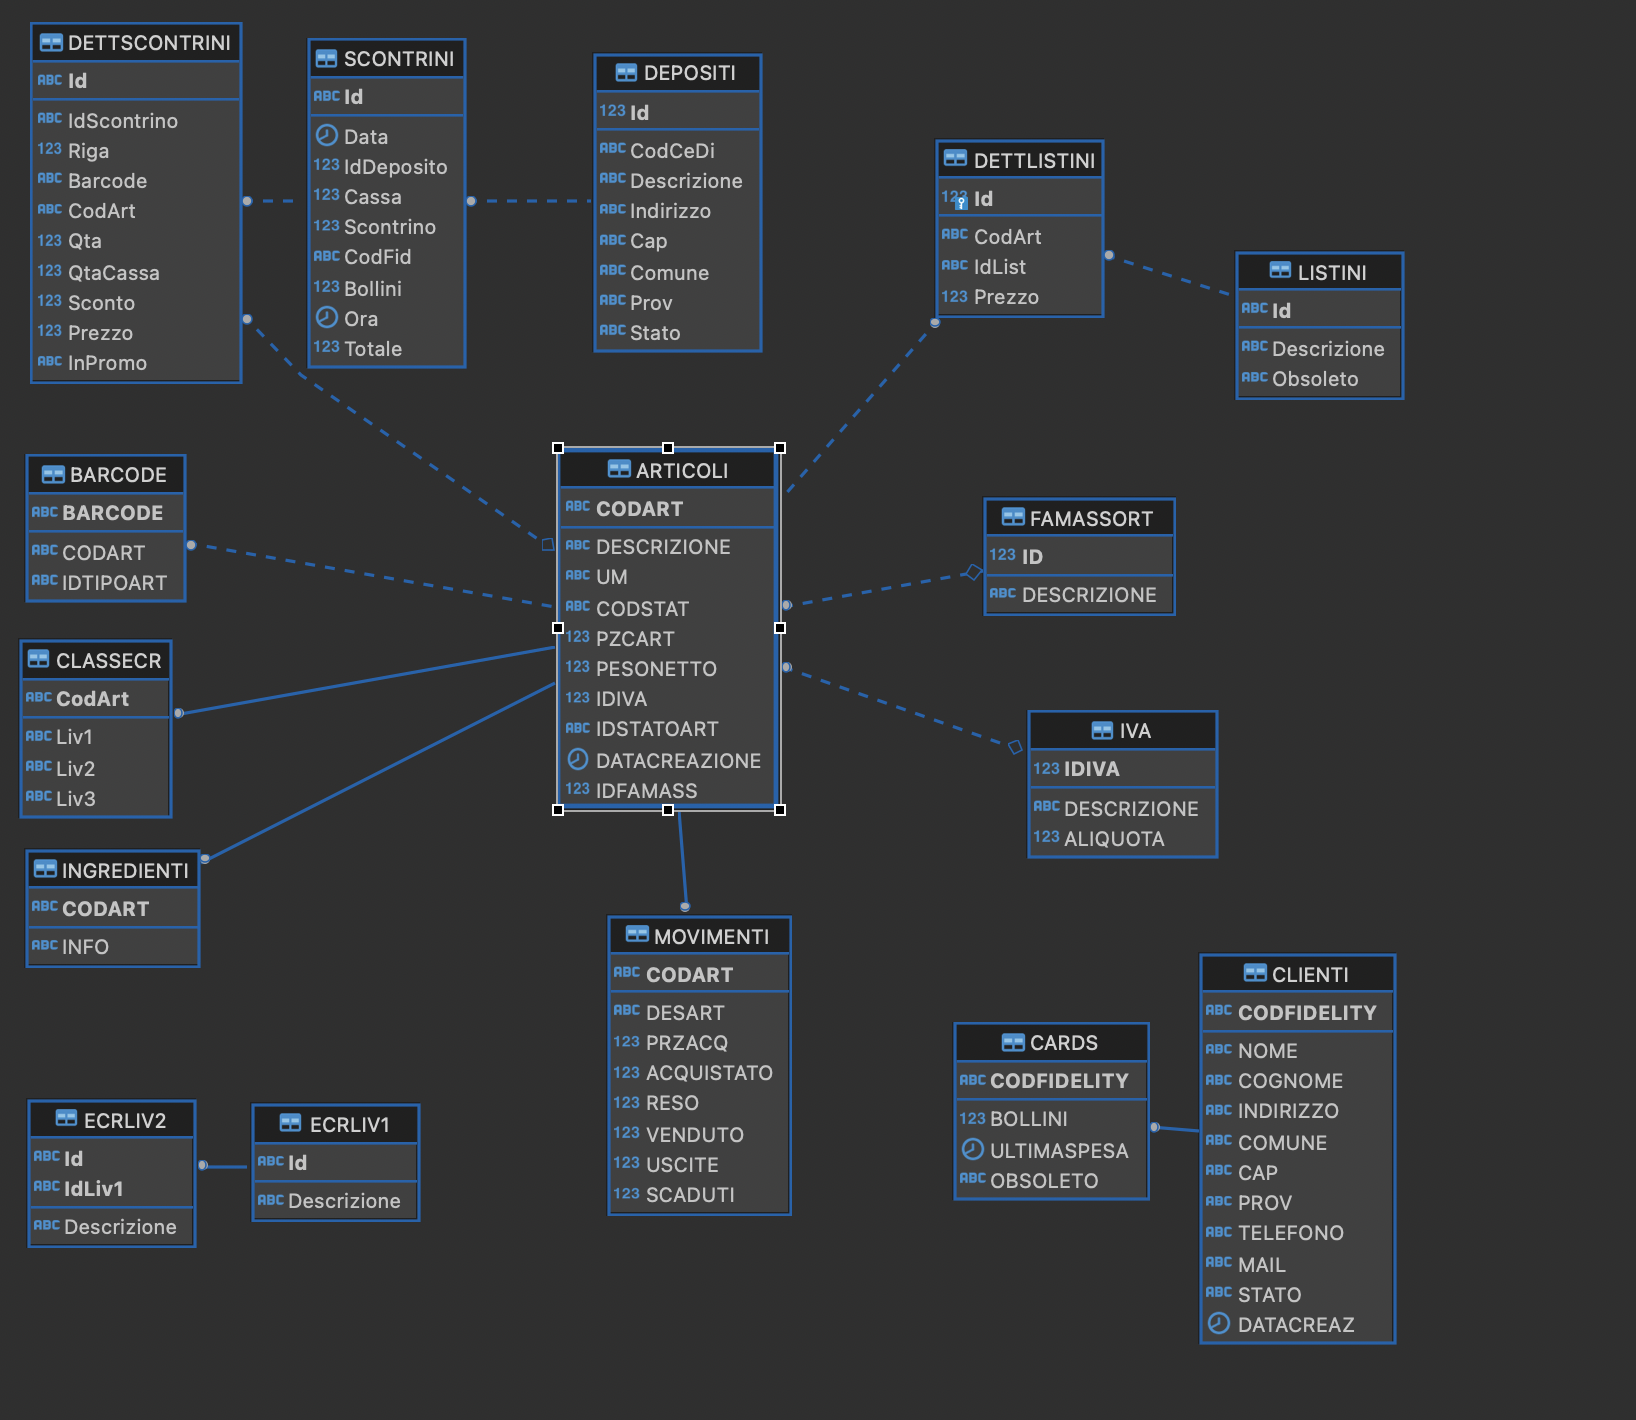 DETTSCONTRINI
ABC Id
ABC IdScontrino
123 Riga
ABC Barcode
ABC CodArt
123 Qta
123 QtaCassa
123 Sconto
123 Prezzo
ABC InPromo
SCONTRINI
ABC Id
Data
123 IdDeposito
123 Cassa
123 Scontrino
ABC CodFid
123 Bollini
Ora
123 Totale
DEPOSITI
123 Id
ABC CodCeDi
ABC Descrizione
ABC Indirizzo
ABC Cap
ABC Comune
ABC Prov
ABC Stato
DETTLISTINI
123 Id
ABC CodArt
ABC IdList
123 Prezzo
LISTINI
ABC Id
ABC Descrizione
ABC Obsoleto
BARCODE
ABC BARCODE
ABC CODART
ABC IDTIPOART
ARTICOLI
ABC CODART
ABC DESCRIZIONE
ABC UM
ABC CODSTAT
123 PZCART
123 PESONETTO
123 IDIVA
ABC IDSTATOART
DATACREAZIONE
123 IDFAMASS
FAMASSORT
123 ID
ABC DESCRIZIONE
CLASSECR
ABC CodArt
ABC Liv1
ABC Liv2
ABC Liv3
IVA
123 IDIVA
ABC DESCRIZIONE
123 ALIQUOTA
INGREDIENTI
ABC CODART
ABC INFO
MOVIMENTI
ABC CODART
ABC DESART
123 PRZACQ
123 ACQUISTATO
123 RESO
123 VENDUTO
123 USCITE
123 SCADUTI
CARDS
ABC CODFIDELITY
123 BOLLINI
ULTIMASPESA
ABC OBSOLETO
CLIENTI
ABC CODFIDELITY
ABC NOME
ABC COGNOME
ABC INDIRIZZO
ABC COMUNE
ABC CAP
ABC PROV
ABC TELEFONO
ABC MAIL
ABC STATO
DATACREAZ
ECRLIV2
ABC Id
ABC IdLiv1
ABC Descrizione
ECRLIV1
ABC Id
ABC Descrizione